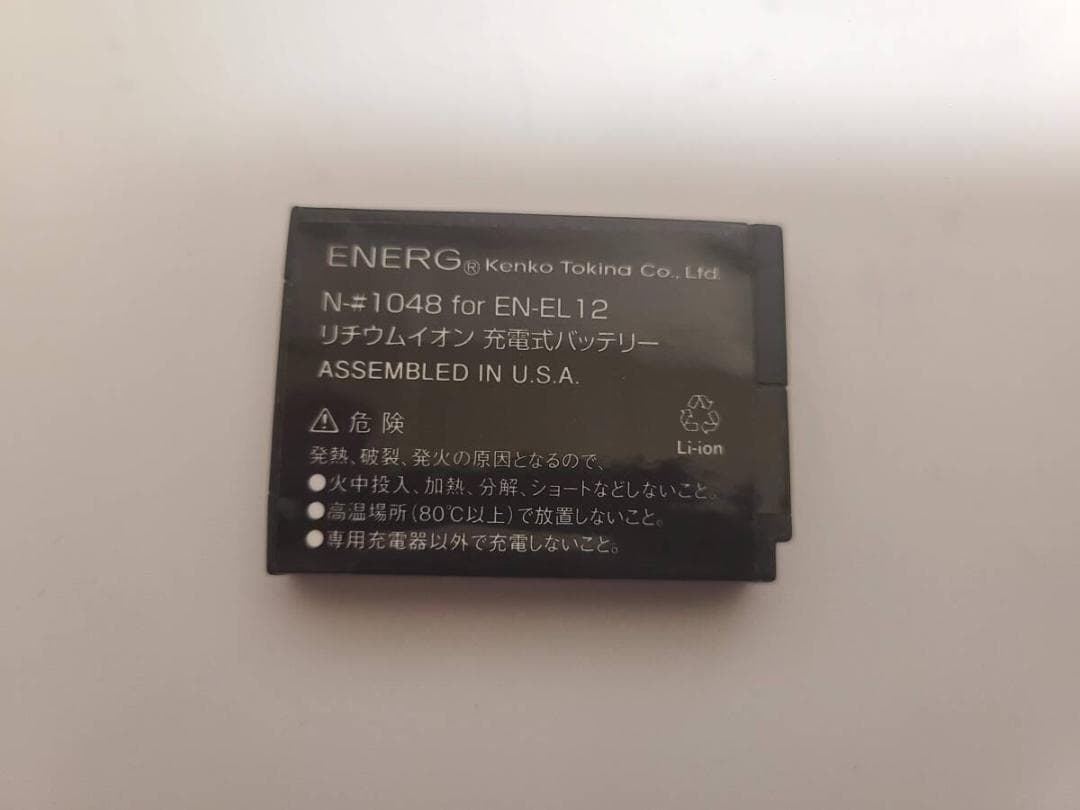 ENERG® Kenko Tokina Co., Ltd.
N-#1048 for EN-EL12
リチウムイオン 充電式バッテリー
ASSEMBLED IN U.S.A.
⚠ 危険
Li-ion
発熱、破裂、発火の原因となるので、
●火中投入、加熱、分解、ショートなどしないこと。
●高温場所(80℃以上)で放置しないこと。
●専用充電器以外で充電しないこと。